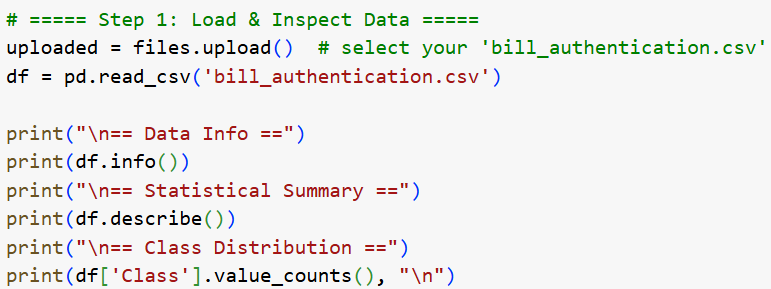 # ===== Step 1: Load & Inspect Data =====
uploaded = files.upload()  # select your 'bill_authentication.csv'
df = pd.read_csv('bill_authentication.csv')
print("\n== Data Info ==")
print(df.info())
print("\n== Statistical Summary ==")
print(df.describe())
print("\n== Class Distribution ==")
print(df['Class'].value_counts(), "\n")